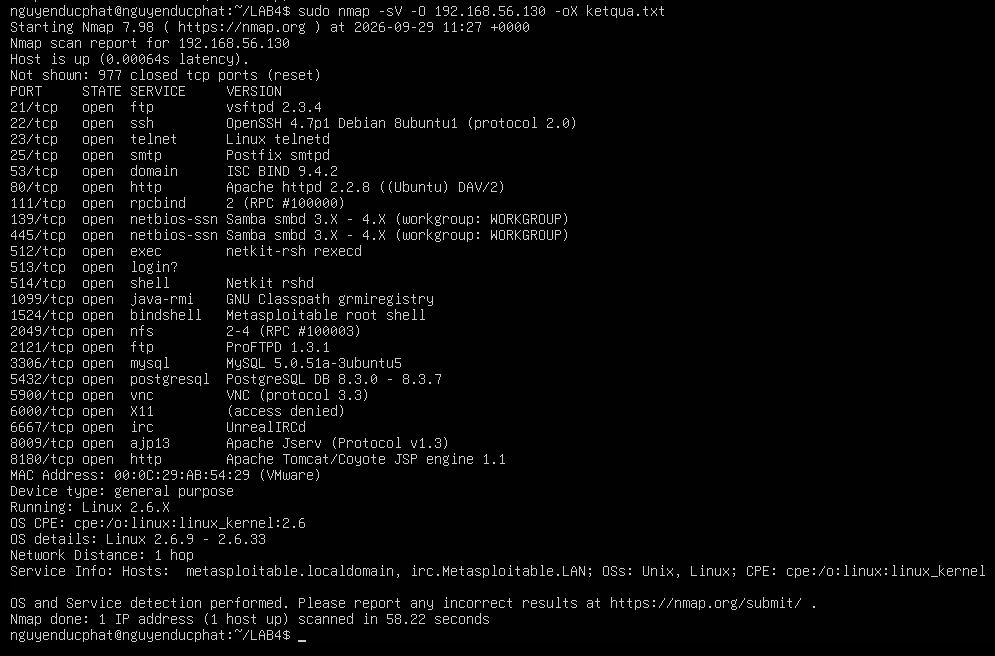 nguyenducphat@nguyenducphat:~/LAB4$ sudo nmap -sV -O 192.168.56.130 -oX ketqua.txt
Starting Nmap 7.98 ( https://nmap.org ) at 2026-09-29 11:27 +0000
Nmap scan report for 192.168.56.130
Host is up (0.00064s latency).
Not shown: 977 closed tcp ports (reset)
PORT     STATE SERVICE     VERSION
21/tcp   open  ftp         vsftpd 2.3.4
22/tcp   open  ssh         OpenSSH 4.7p1 Debian 8ubuntu1 (protocol 2.0)
23/tcp   open  telnet      Linux telnetd
25/tcp   open  smtp        Postfix smtpd
53/tcp   open  domain      ISC BIND 9.4.2
80/tcp   open  http        Apache httpd 2.2.8 ((Ubuntu) DAV/2)
111/tcp  open  rpcbind     2 (RPC #100000)
139/tcp  open  netbios-ssn Samba smbd 3.X - 4.X (workgroup: WORKGROUP)
445/tcp  open  netbios-ssn Samba smbd 3.X - 4.X (workgroup: WORKGROUP)
512/tcp  open  exec        netkit-rsh rexecd
513/tcp  open  login?
514/tcp  open  shell       Netkit rshd
1099/tcp open  java-rmi    GNU Classpath grmiregistry
1524/tcp open  bindshell   Metasploitable root shell
2049/tcp open  nfs         2-4 (RPC #100003)
2121/tcp open  ftp         ProFTPD 1.3.1
3306/tcp open  mysql       MySQL 5.0.51a-3ubuntu5
5432/tcp open  postgresql  PostgreSQL DB 8.3.0 - 8.3.7
5900/tcp open  vnc         VNC (protocol 3.3)
6000/tcp open  X11         (access denied)
6667/tcp open  irc         UnrealIRCd
8009/tcp open  ajp13       Apache Jserv (Protocol v1.3)
8180/tcp open  http        Apache Tomcat/Coyote JSP engine 1.1
MAC Address: 00:0C:29:AB:54:29 (VMware)
Device type: general purpose
Running: Linux 2.6.X
OS CPE: cpe:/o:linux:linux_kernel:2.6
OS details: Linux 2.6.9 - 2.6.33
Network Distance: 1 hop
Service Info: Hosts:  metasploitable.localdomain, irc.Metasploitable.LAN; OSs: Unix, Linux; CPE: cpe:/o:linux:linux_kernel
OS and Service detection performed. Please report any incorrect results at https://nmap.org/submit/ .
Nmap done: 1 IP address (1 host up) scanned in 58.22 seconds
nguyenducphat@nguyenducphat:~/LAB4$ _